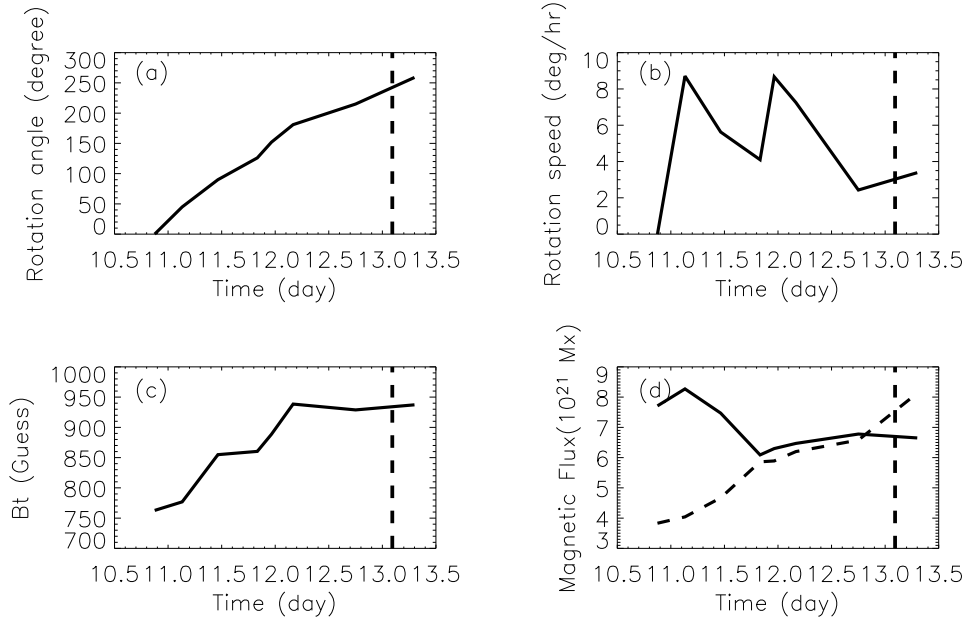 Rotation angle (degree)
300
250
200
150
100
50
0
(a)
10.5 11.0 11.5 12.0 12.5 13.0 13.5
Time (day)
Rotation speed (deg/hr)
10
8
6
4
2
0
(b)
10.5 11.0 11.5 12.0 12.5 13.0 13.5
Time (day)
Bt (Guess)
1000
950
900
850
800
750
700
(c)
10.5 11.0 11.5 12.0 12.5 13.0 13.5
Time (day)
Magnetic Flux(10²¹ Mx)
9
8
7
6
5
4
3
(d)
10.5 11.0 11.5 12.0 12.5 13.0 13.5
Time (day)